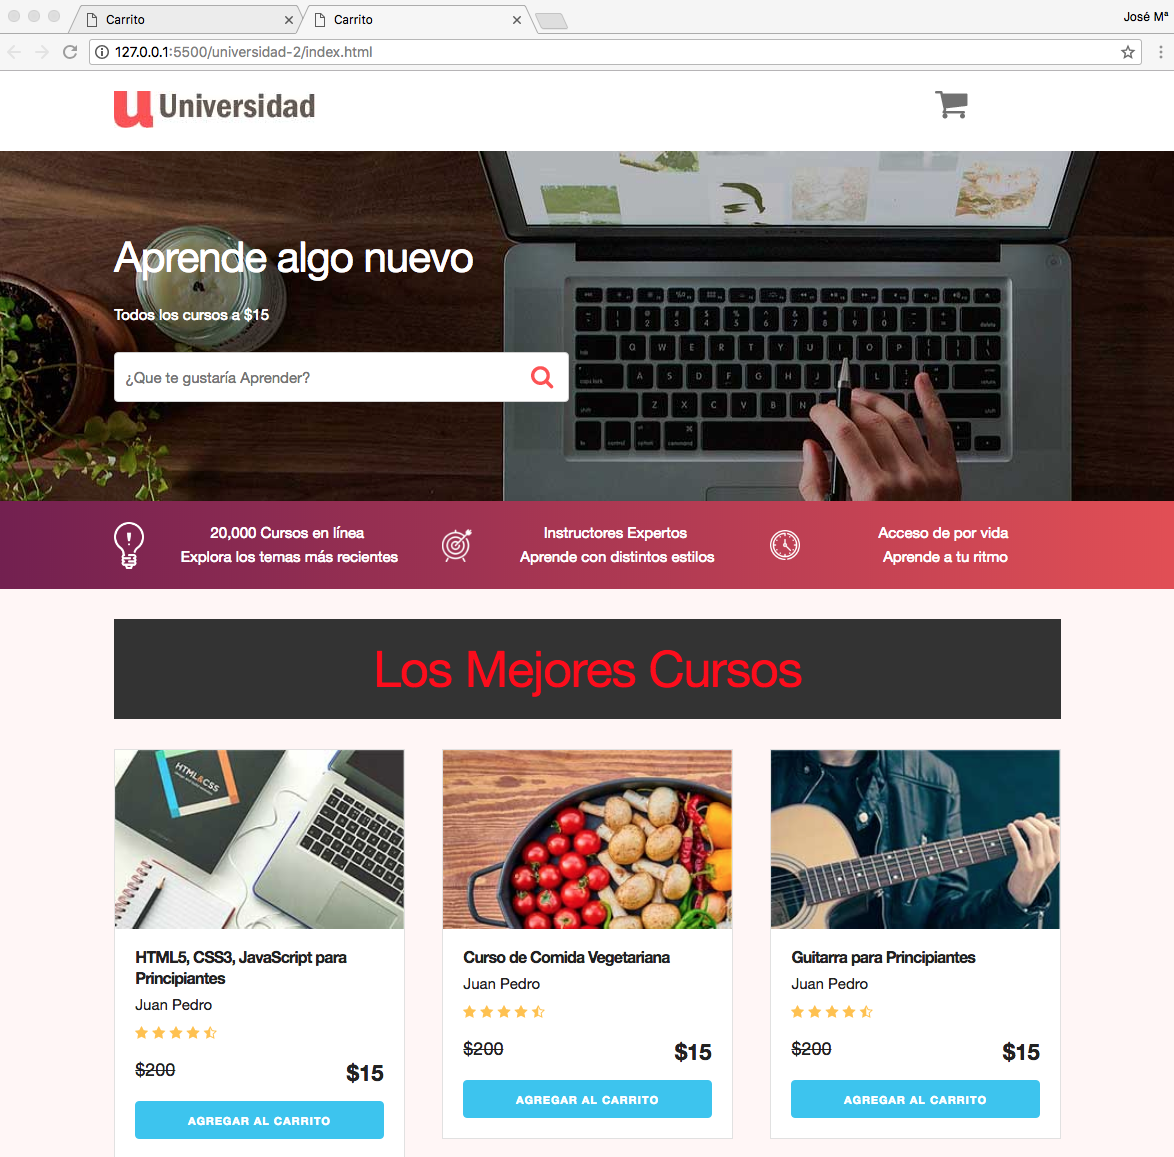 Carrito
Carrito
José Mª
127.0.0.1:5500/universidad-2/index.html
u Universidad
Aprende algo nuevo
Todos los cursos a $15
¿Que te gustaría Aprender?
20,000 Cursos en línea
Explora los temas más recientes
Instructores Expertos
Aprende con distintos estilos
Acceso de por vida
Aprende a tu ritmo
Los Mejores Cursos
HTML&CSS
HTML5, CSS3, JavaScript para
Principiantes
Juan Pedro
$200
$15
AGREGAR AL CARRITO
Curso de Comida Vegetariana
Juan Pedro
$200
$15
AGREGAR AL CARRITO
Guitarra para Principiantes
Juan Pedro
$200
$15
AGREGAR AL CARRITO